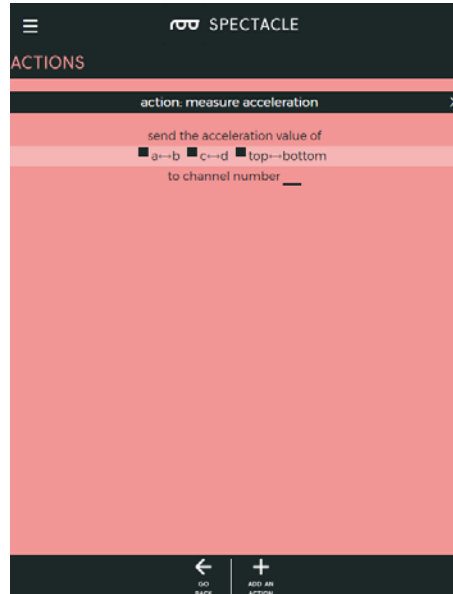 SPECTACLE
ACTIONS
action: measure acceleration
send the acceleration value of
a↔b c↔d top↔bottom
to channel number
GO BACK
ADD AN ACTION